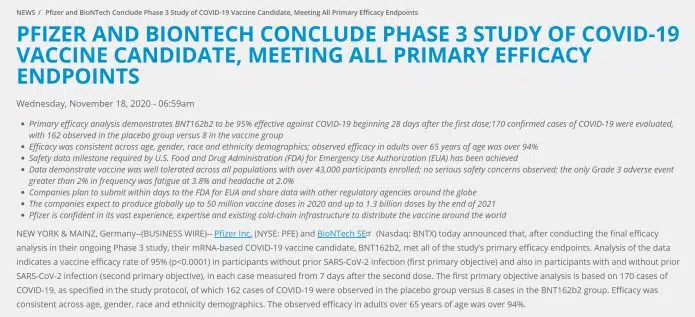 NEWS / Pfizer and BioNTech Conclude Phase 3 Study of COVID-19 Vaccine Candidate, Meeting All Primary Efficacy Endpoints
PFIZER AND BIONTECH CONCLUDE PHASE 3 STUDY OF COVID-19
VACCINE CANDIDATE, MEETING ALL PRIMARY EFFICACY
ENDPOINTS
Wednesday, November 18, 2020 - 06:59am
• Primary efficacy analysis demonstrates BNT162b2 to be 95% effective against COVID-19 beginning 28 days after the first dose;170 confirmed cases of COVID-19 were evaluated,
with 162 observed in the placebo group versus 8 in the vaccine group
• Efficacy was consistent across age, gender, race and ethnicity demographics; observed efficacy in adults over 65 years of age was over 94%
• Safety data milestone required by U.S. Food and Drug Administration (FDA) for Emergency Use Authorization (EUA) has been achieved
• Data demonstrate vaccine was well tolerated across all populations with over 43,000 participants enrolled; no serious safety concerns observed; the only Grade 3 adverse event
greater than 2% in frequency was fatigue at 3.8% and headache at 2.0%
• Companies plan to submit within days to the FDA for EUA and share data with other regulatory agencies around the globe
• The companies expect to produce globally up to 50 million vaccine doses in 2020 and up to 1.3 billion doses by the end of 2021
• Pfizer is confident in its vast experience, expertise and existing cold-chain infrastructure to distribute the vaccine around the world
NEW YORK & MAINZ, Germany--(BUSINESS WIRE)-- Pfizer Inc. (NYSE: PFE) and BioNTech SE (Nasdaq: BNTX) today announced that, after conducting the final efficacy
analysis in their ongoing Phase 3 study, their mRNA-based COVID-19 vaccine candidate, BNT162b2, met all of the study's primary efficacy endpoints. Analysis of the data
indicates a vaccine efficacy rate of 95% (p<0.0001) in participants without prior SARS-CoV-2 infection (first primary objective) and also in participants with and without prior
SARS-CoV-2 infection (second primary objective), in each case measured from 7 days after the second dose. The first primary objective analysis is based on 170 cases of
COVID-19, as specified in the study protocol, of which 162 cases of COVID-19 were observed in the placebo group versus 8 cases in the BNT162b2 group. Efficacy was
consistent across age, gender, race and ethnicity demographics. The observed efficacy in adults over 65 years of age was over 94%.